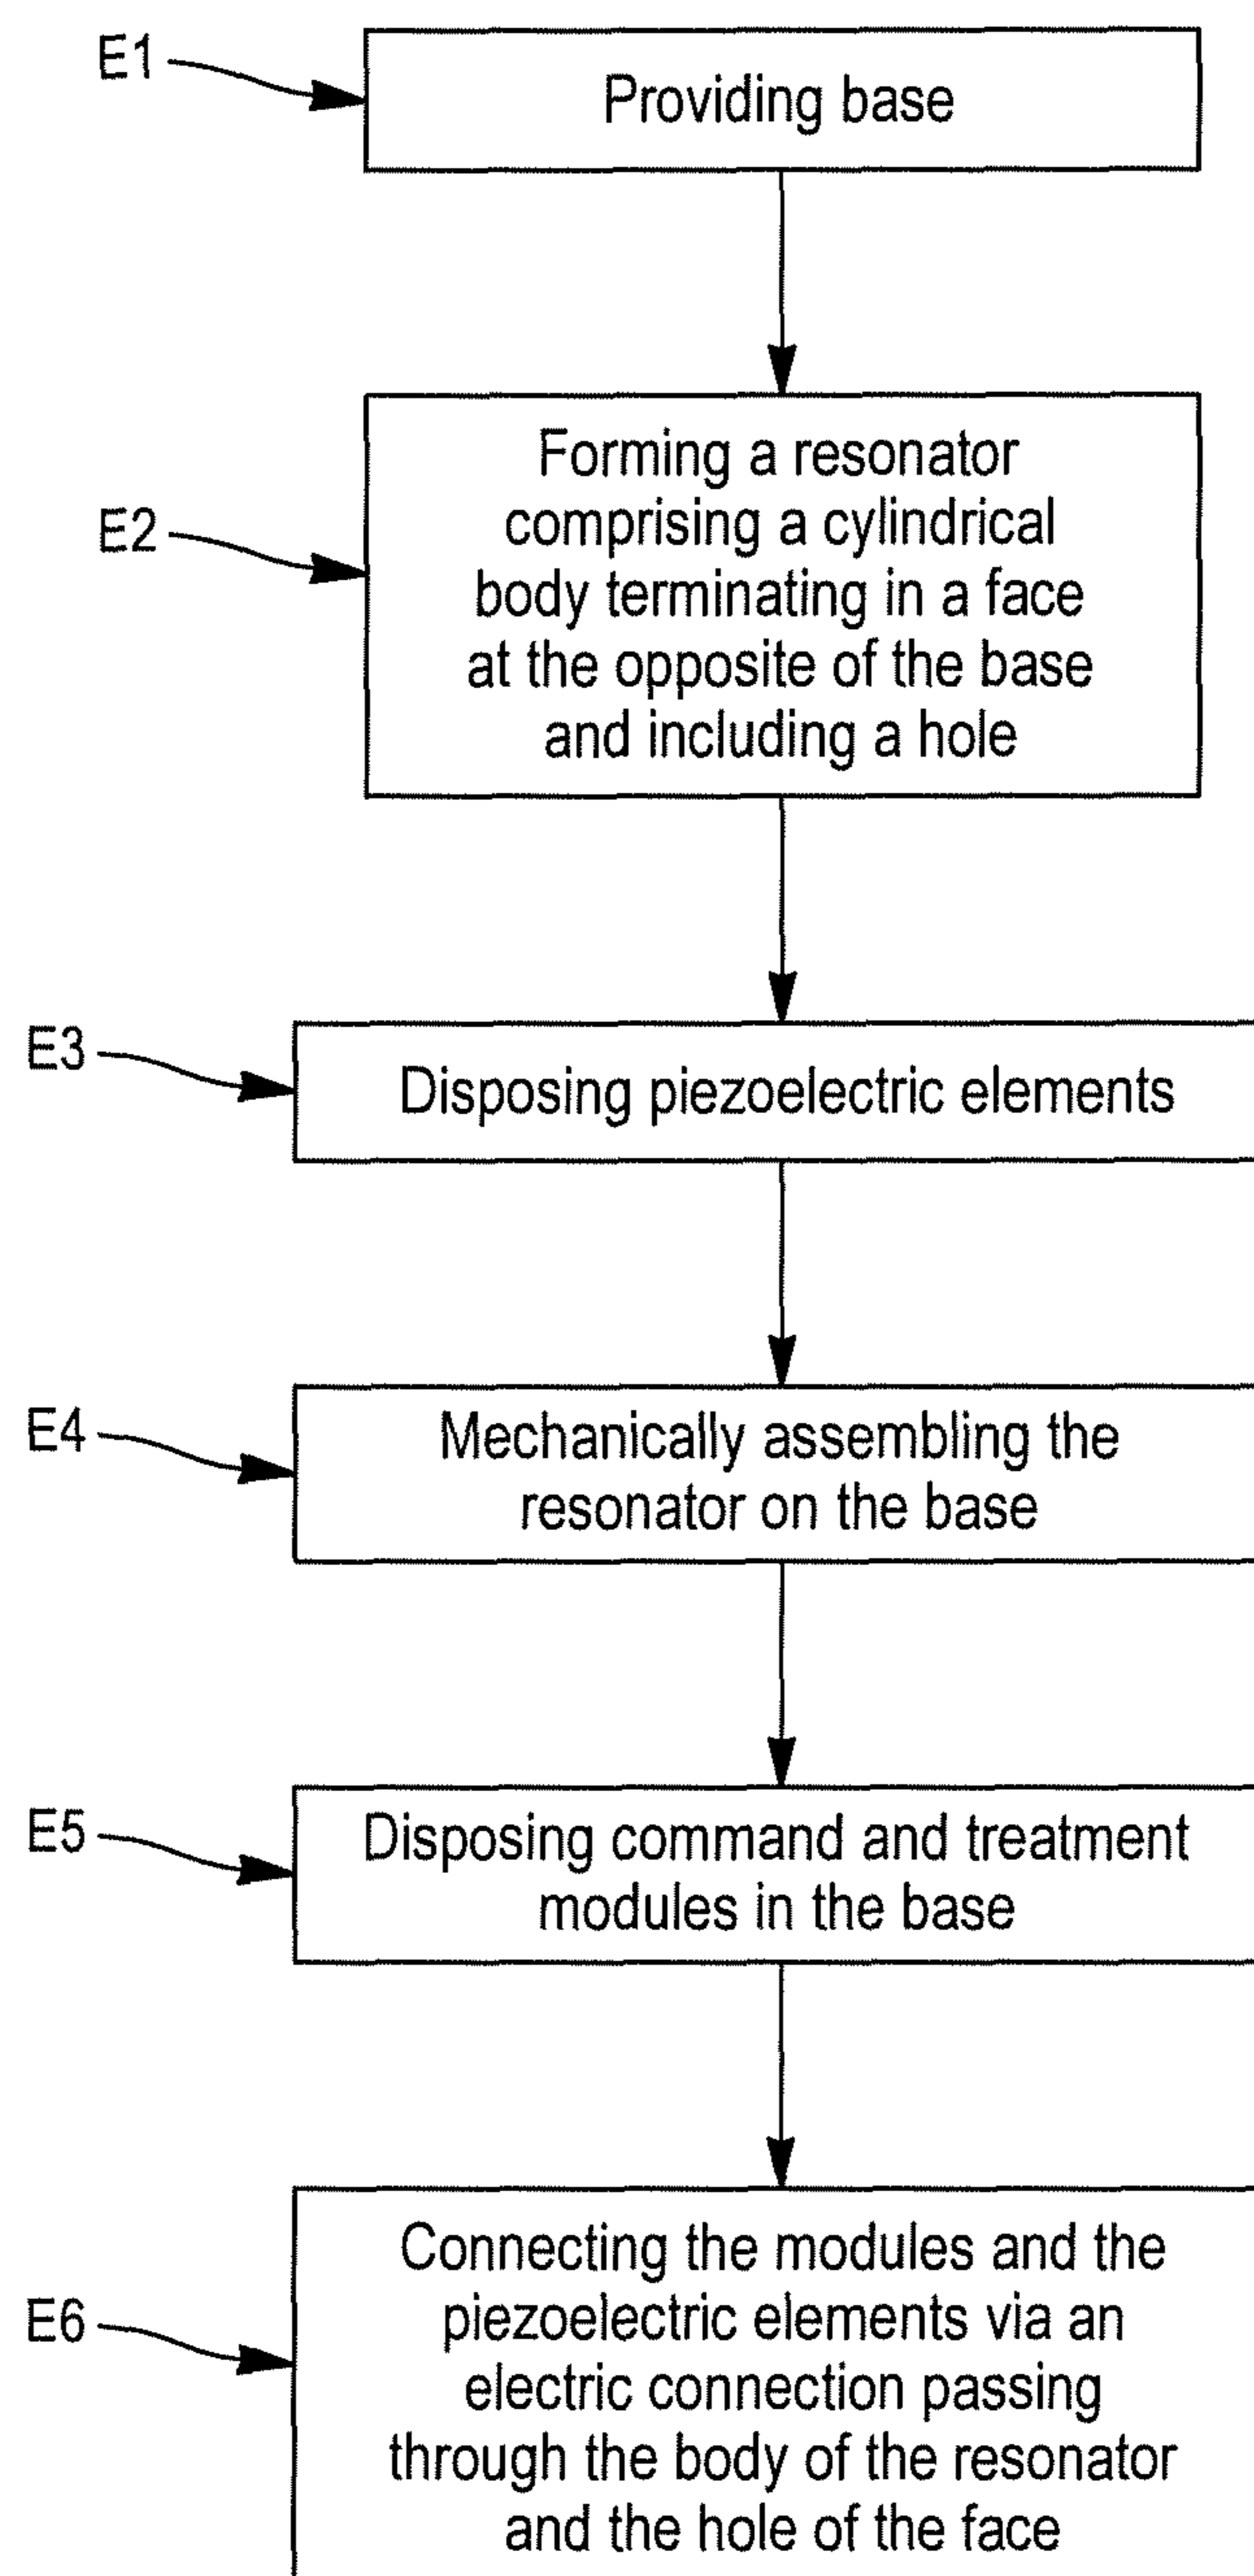 E1
Providing base
E2
Forming a resonator
comprising a cylindrical
body terminating in a face
at the opposite of the base
and including a hole
E3
Disposing piezoelectric elements
E4
Mechanically assembling the
resonator on the base
E5
Disposing command and treatment
modules in the base
E6
Connecting the modules and the
piezoelectric elements via an
electric connection passing
through the body of the resonator
and the hole of the face